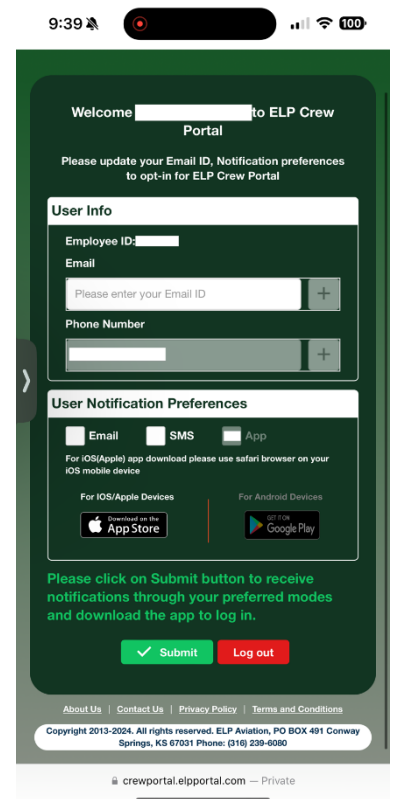 9:39
100
Welcome to ELP Crew
Portal
Please update your Email ID, Notification preferences
to opt-in for ELP Crew Portal
User Info
Employee ID:
Email
Please enter your Email ID
+
Phone Number
+
User Notification Preferences
Email SMS App
For iOS(Apple) app download please use safari browser on your
iOS mobile device
For IOS/Apple Devices For Android Devices
Download on the
App Store
GET IT ON
Google Play
Please click on Submit button to receive
notifications through your preferred modes
and download the app to log in.
Submit Log out
About Us | Contact Us | Privacy Policy | Terms and Conditions
Copyright 2013-2024. All rights reserved. ELP Aviation, PO BOX 491 Conway
Springs, KS 67031 Phone: (316) 239-6080
crewportal.elpportal.com — Private